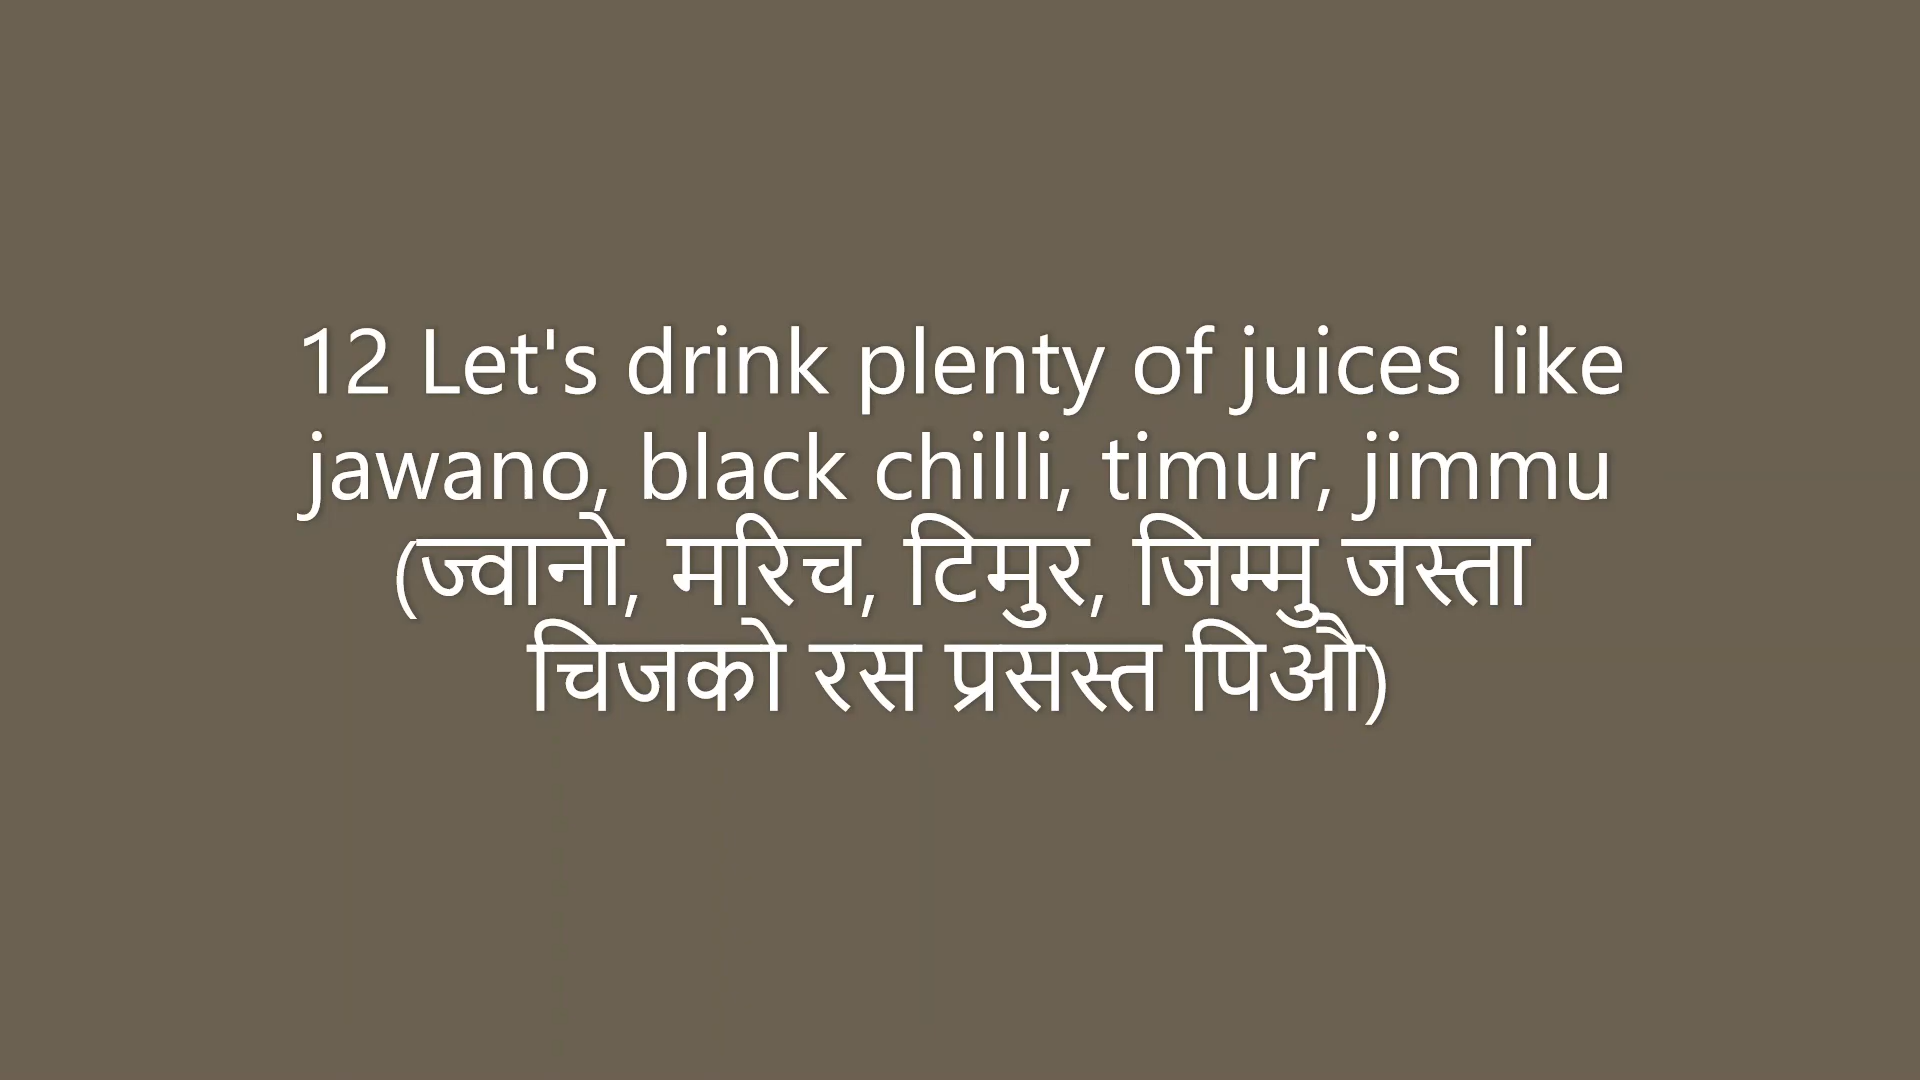 12 Let's drink plenty of juices like
jawano, black chilli, timur, jimmu
(ज्वानो, मरिच, टिमुर, जिम्मु जस्ता
चिजको रस प्रसस्त पिऔ)